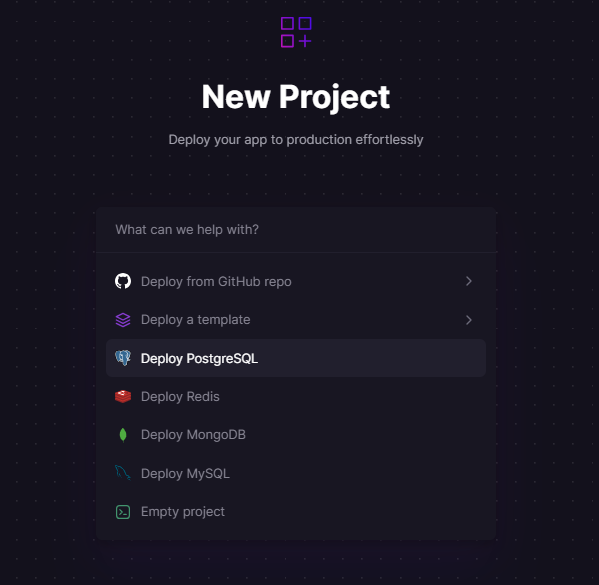 New Project
Deploy your app to production effortlessly
What can we help with?
Deploy from GitHub repo
Deploy a template
Deploy PostgreSQL
Deploy Redis
Deploy MongoDB
Deploy MySQL
Empty project